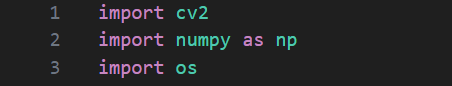 1 import cv2
2 import numpy as np
3 import os